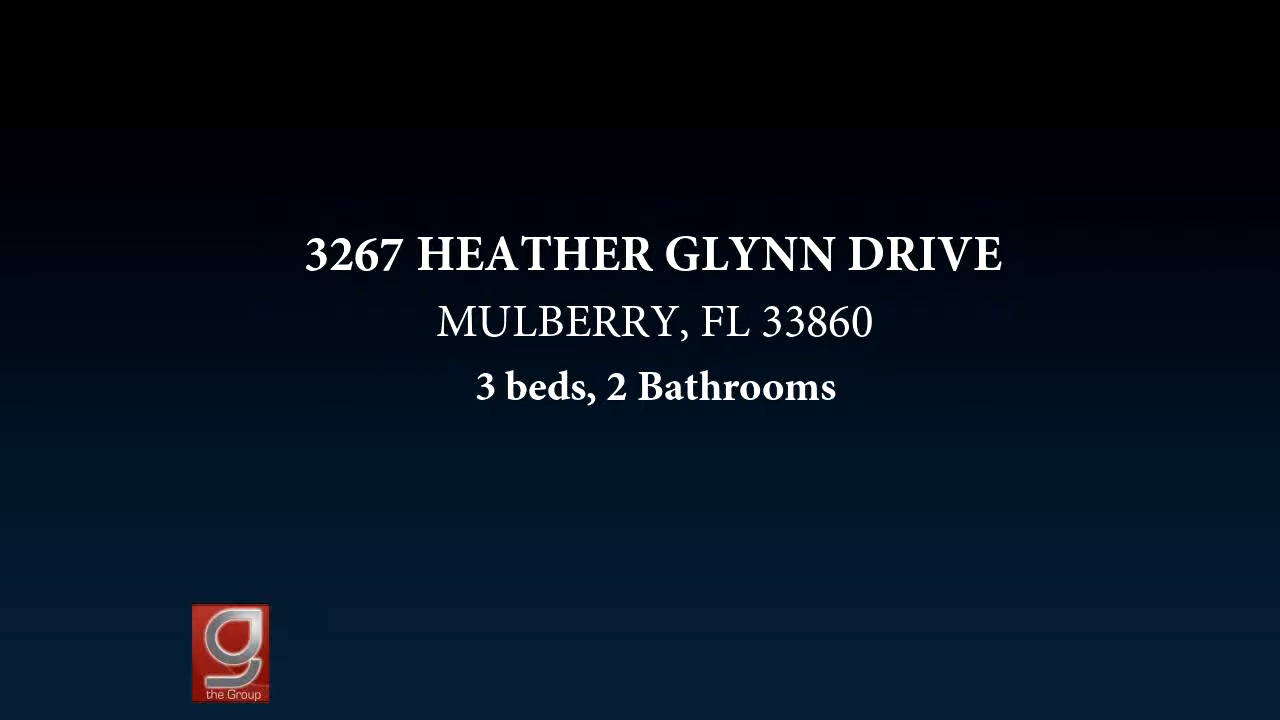 3267 HEATHER GLYNN DRIVE
MULBERRY, FL 33860
3 beds, 2 Bathrooms
g
the Group